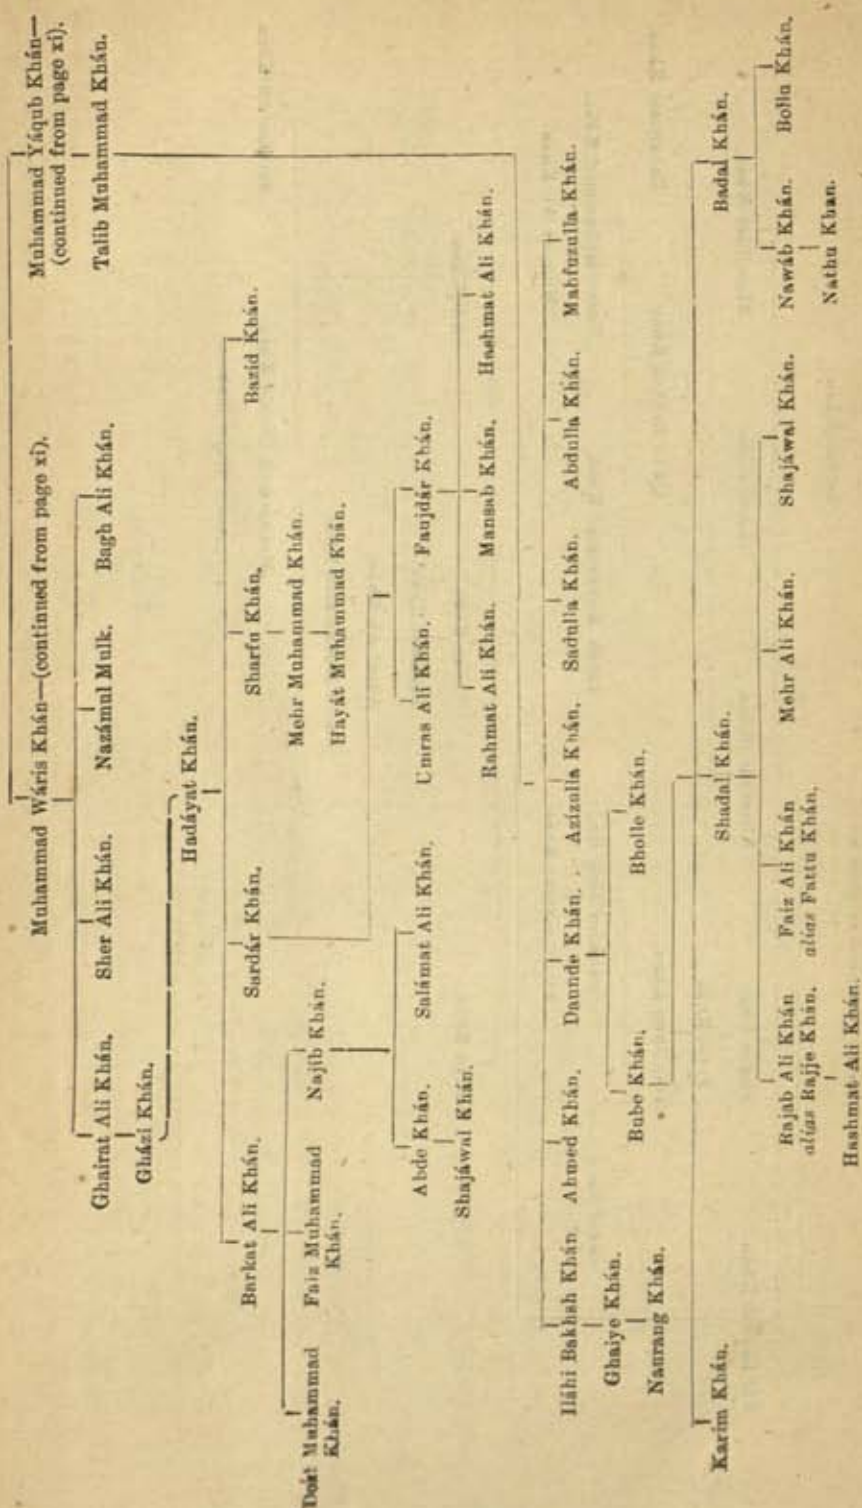 Muhammad Wáris Khán—(continued from page xi).
Muhammad Yáqub Khán—
(continued from page xi).
Talib Muhammad Khán.
Ghairat Ali Khán.
Sher Ali Khán.
Nazámul Mulk.
Bagh Ali Khán.
Gházi Khán.
Hadáyat Khán.
Barkat Ali Khán.
Sardár Khán.
Sharfu Khán.
Bazid Khán.
Mehr Muhammad Khán.
Hayát Muhammad Khán.
Dost Muhammad
Khán.
Faiz Muhammad
Khán.
Najib Khán.
Abde Khán.
Salámat Ali Khán.
Shajáwal Khán.
Umras Ali Khán.
Faujdár Khán.
Rahmat Ali Khán.
Mansab Khán.
Hashmat Ali Khán.
Iláhi Bakhsh Khán.
Ahmed Khán.
Daunde Khán.
Azizulla Khán.
Sadulla Khán.
Abdulla Khán.
Mahfuzulla Khán.
Ghaiye Khán.
Naurang Khán.
Bube Khán.
Bholle Khán.
Karim Khán.
Shadal Khán.
Badal Khán.
Rajab Ali Khán
alias Rajje Khán.
Faiz Ali Khán
alias Fattu Khán.
Mehr Ali Khán.
Shajáwal Khán.
Nawáb Khán.
Bollu Khán.
Hashmat Ali Khán.
Nathu Khan.